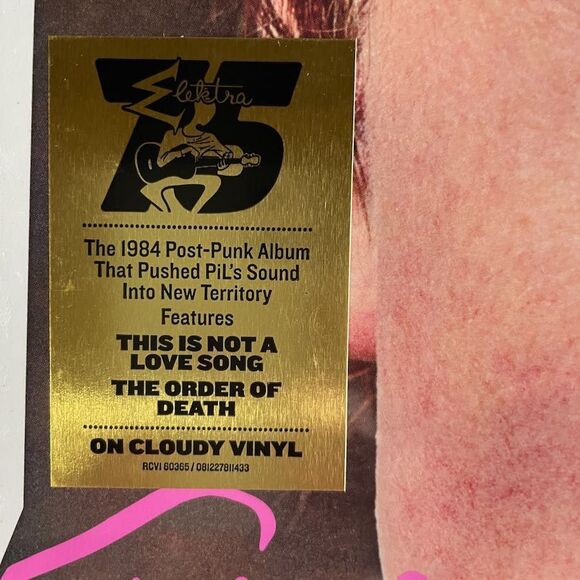 Elektra
75
The 1984 Post-Punk Album
That Pushed PiL's Sound
Into New Territory
Features
THIS IS NOT A
LOVE SONG
THE ORDER OF
DEATH
ON CLOUDY VINYL
RCV1 60365 / 081227811433